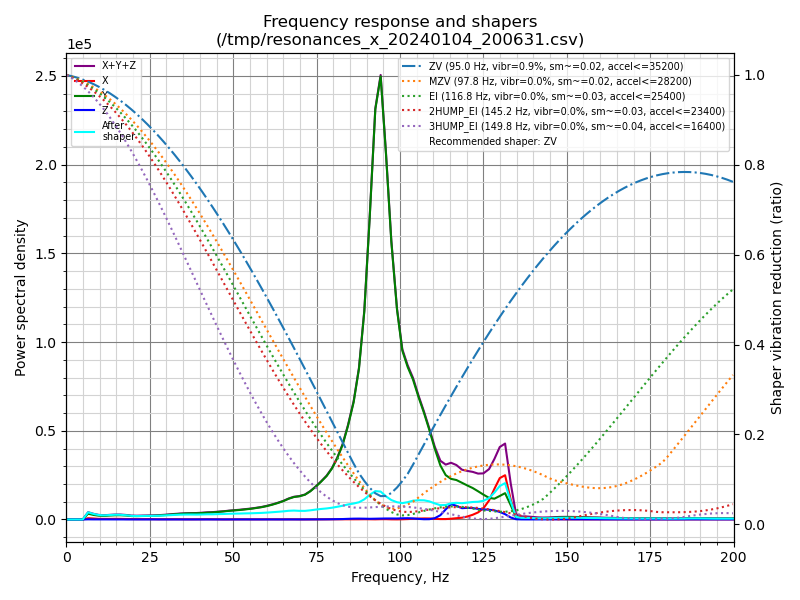 Frequency response and shapers
(/tmp/resonances_x_20240104_200631.csv)
1e5
X+Y+Z
X
Y
Z
After
shaper
ZV (95.0 Hz, vibr=0.9%, sm~=0.02, accel<=35200)
MZV (97.8 Hz, vibr=0.0%, sm~=0.02, accel<=28200)
EI (116.8 Hz, vibr=0.0%, sm~=0.03, accel<=25400)
2HUMP_EI (145.2 Hz, vibr=0.0%, sm~=0.03, accel<=23400)
3HUMP_EI (149.8 Hz, vibr=0.0%, sm~=0.04, accel<=16400)
Recommended shaper: ZV
Power spectral density
2.5
2.0
1.5
1.0
0.5
0.0
1.0
0.8
0.6
0.4
0.2
0.0
Shaper vibration reduction (ratio)
0 25 50 75 100 125 150 175 200
Frequency, Hz